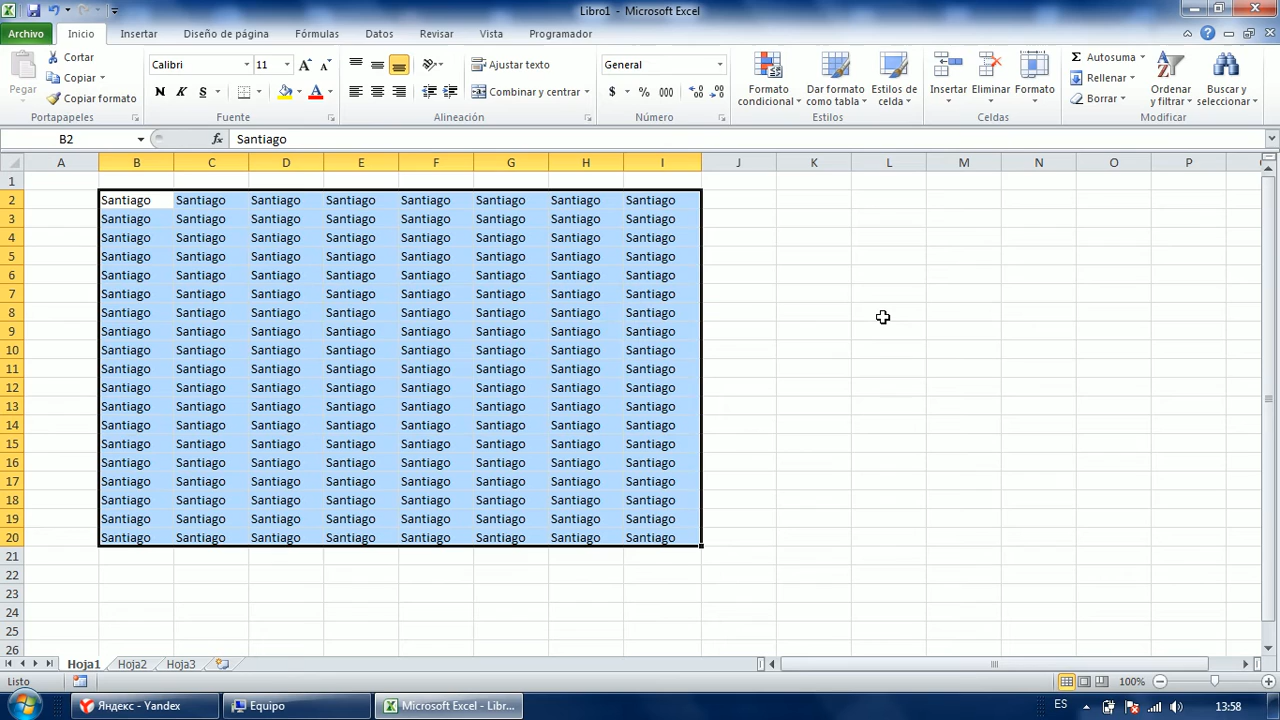 Libro1 - Microsoft Excel
Archivo Inicio Insertar Diseño de página Fórmulas Datos Revisar Vista Programador
Pegar
Cortar
Copiar
Copiar formato
Portapapeles
Calibri 11
N K S
Fuente
Ajustar texto
Combinar y centrar
Alineación
General
$ % 000
Número
Formato condicional
Dar formato como tabla
Estilos de celda
Estilos
Insertar Eliminar Formato
Celdas
Autosuma
Rellenar
Borrar
Ordenar y filtrar
Buscar y seleccionar
Modificar
B2 fx Santiago
A B C D E F G H I J K L M N O P
1
2 Santiago Santiago Santiago Santiago Santiago Santiago Santiago Santiago
3 Santiago Santiago Santiago Santiago Santiago Santiago Santiago Santiago
4 Santiago Santiago Santiago Santiago Santiago Santiago Santiago Santiago
5 Santiago Santiago Santiago Santiago Santiago Santiago Santiago Santiago
6 Santiago Santiago Santiago Santiago Santiago Santiago Santiago Santiago
7 Santiago Santiago Santiago Santiago Santiago Santiago Santiago Santiago
8 Santiago Santiago Santiago Santiago Santiago Santiago Santiago Santiago
9 Santiago Santiago Santiago Santiago Santiago Santiago Santiago Santiago
10 Santiago Santiago Santiago Santiago Santiago Santiago Santiago Santiago
11 Santiago Santiago Santiago Santiago Santiago Santiago Santiago Santiago
12 Santiago Santiago Santiago Santiago Santiago Santiago Santiago Santiago
13 Santiago Santiago Santiago Santiago Santiago Santiago Santiago Santiago
14 Santiago Santiago Santiago Santiago Santiago Santiago Santiago Santiago
15 Santiago Santiago Santiago Santiago Santiago Santiago Santiago Santiago
16 Santiago Santiago Santiago Santiago Santiago Santiago Santiago Santiago
17 Santiago Santiago Santiago Santiago Santiago Santiago Santiago Santiago
18 Santiago Santiago Santiago Santiago Santiago Santiago Santiago Santiago
19 Santiago Santiago Santiago Santiago Santiago Santiago Santiago Santiago
20 Santiago Santiago Santiago Santiago Santiago Santiago Santiago Santiago
21
22
23
24
25
26
Hoja1 Hoja2 Hoja3
Listo 100%
Яндекс - Yandex Equipo Microsoft Excel - Libr... ES 13:58